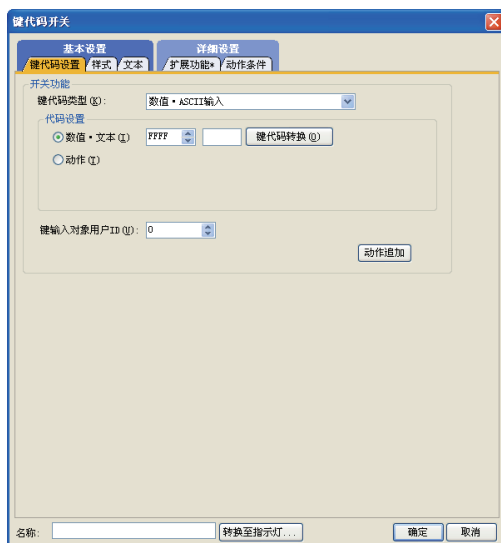 键代码开关
基本设置 详细设置
键代码设置 样式 文本 扩展功能* 动作条件
开关功能
键代码类型(K): 数值・ASCII输入
代码设置
数值・文本(I) FFFF 键代码转换(O)
动作(T)
键输入对象用户ID(U): 0
动作追加
名称: 转换至指示灯... 确定 取消